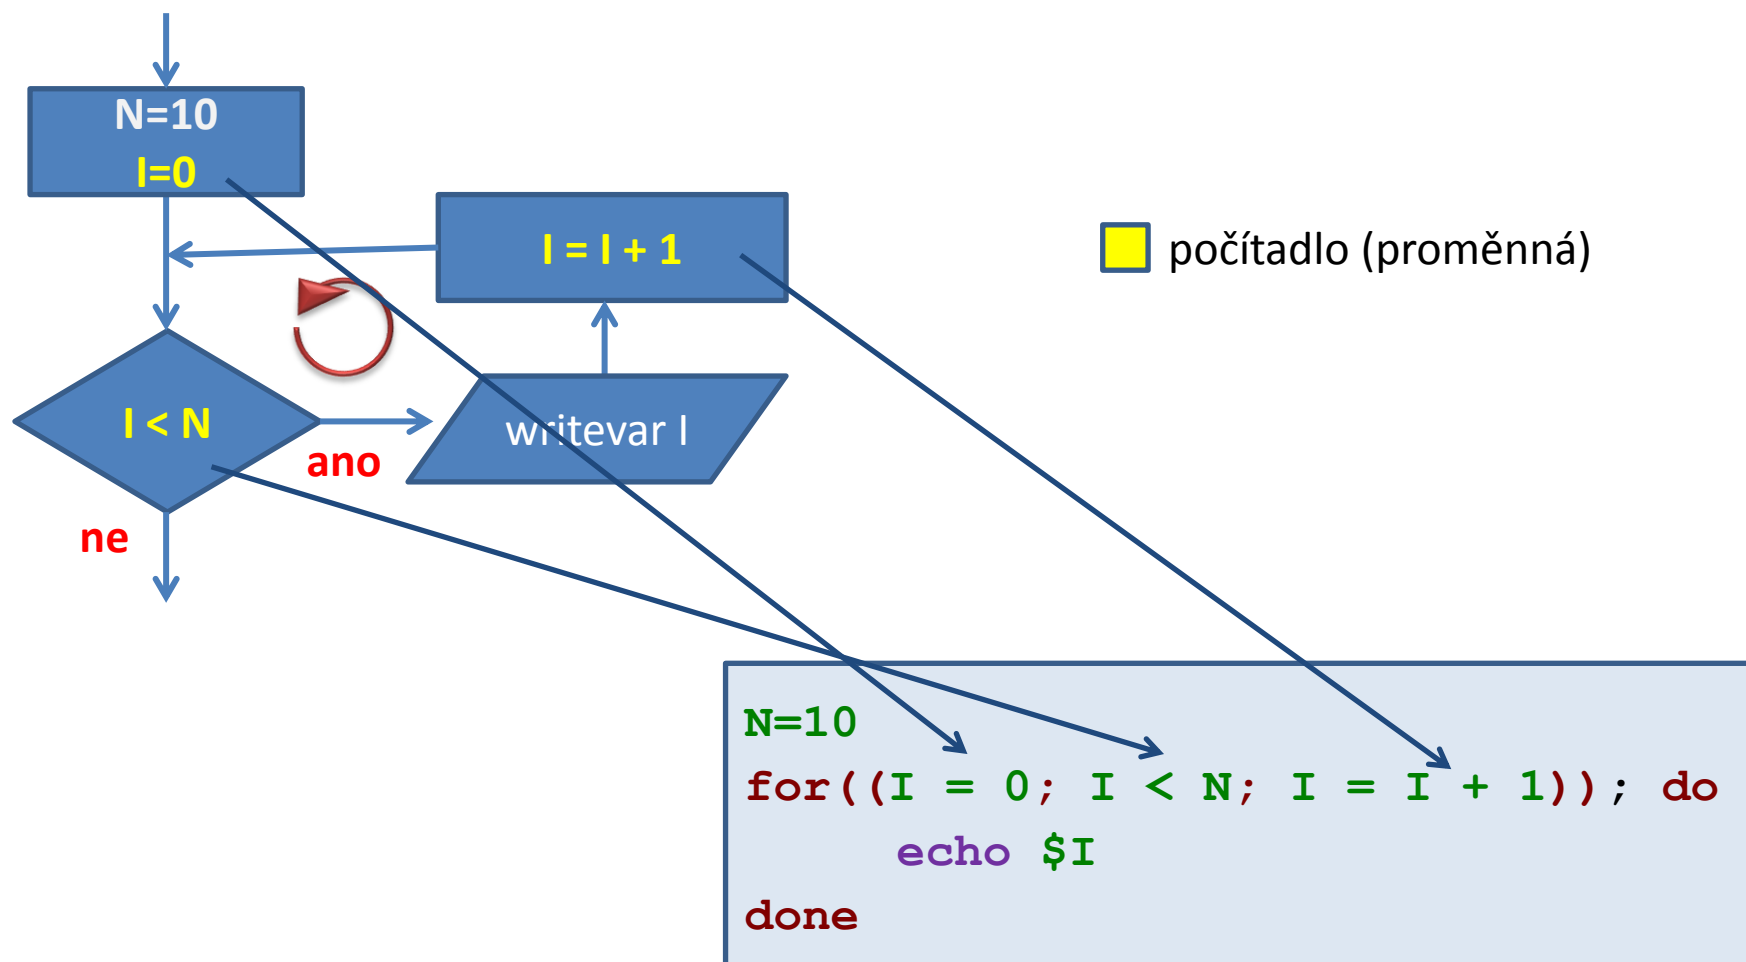 N=10
I=0
I = I + 1
počítadlo (proměnná)
I < N
ano
writevar I
ne
N=10
for((I = 0; I < N; I = I + 1)); do
echo $I
done